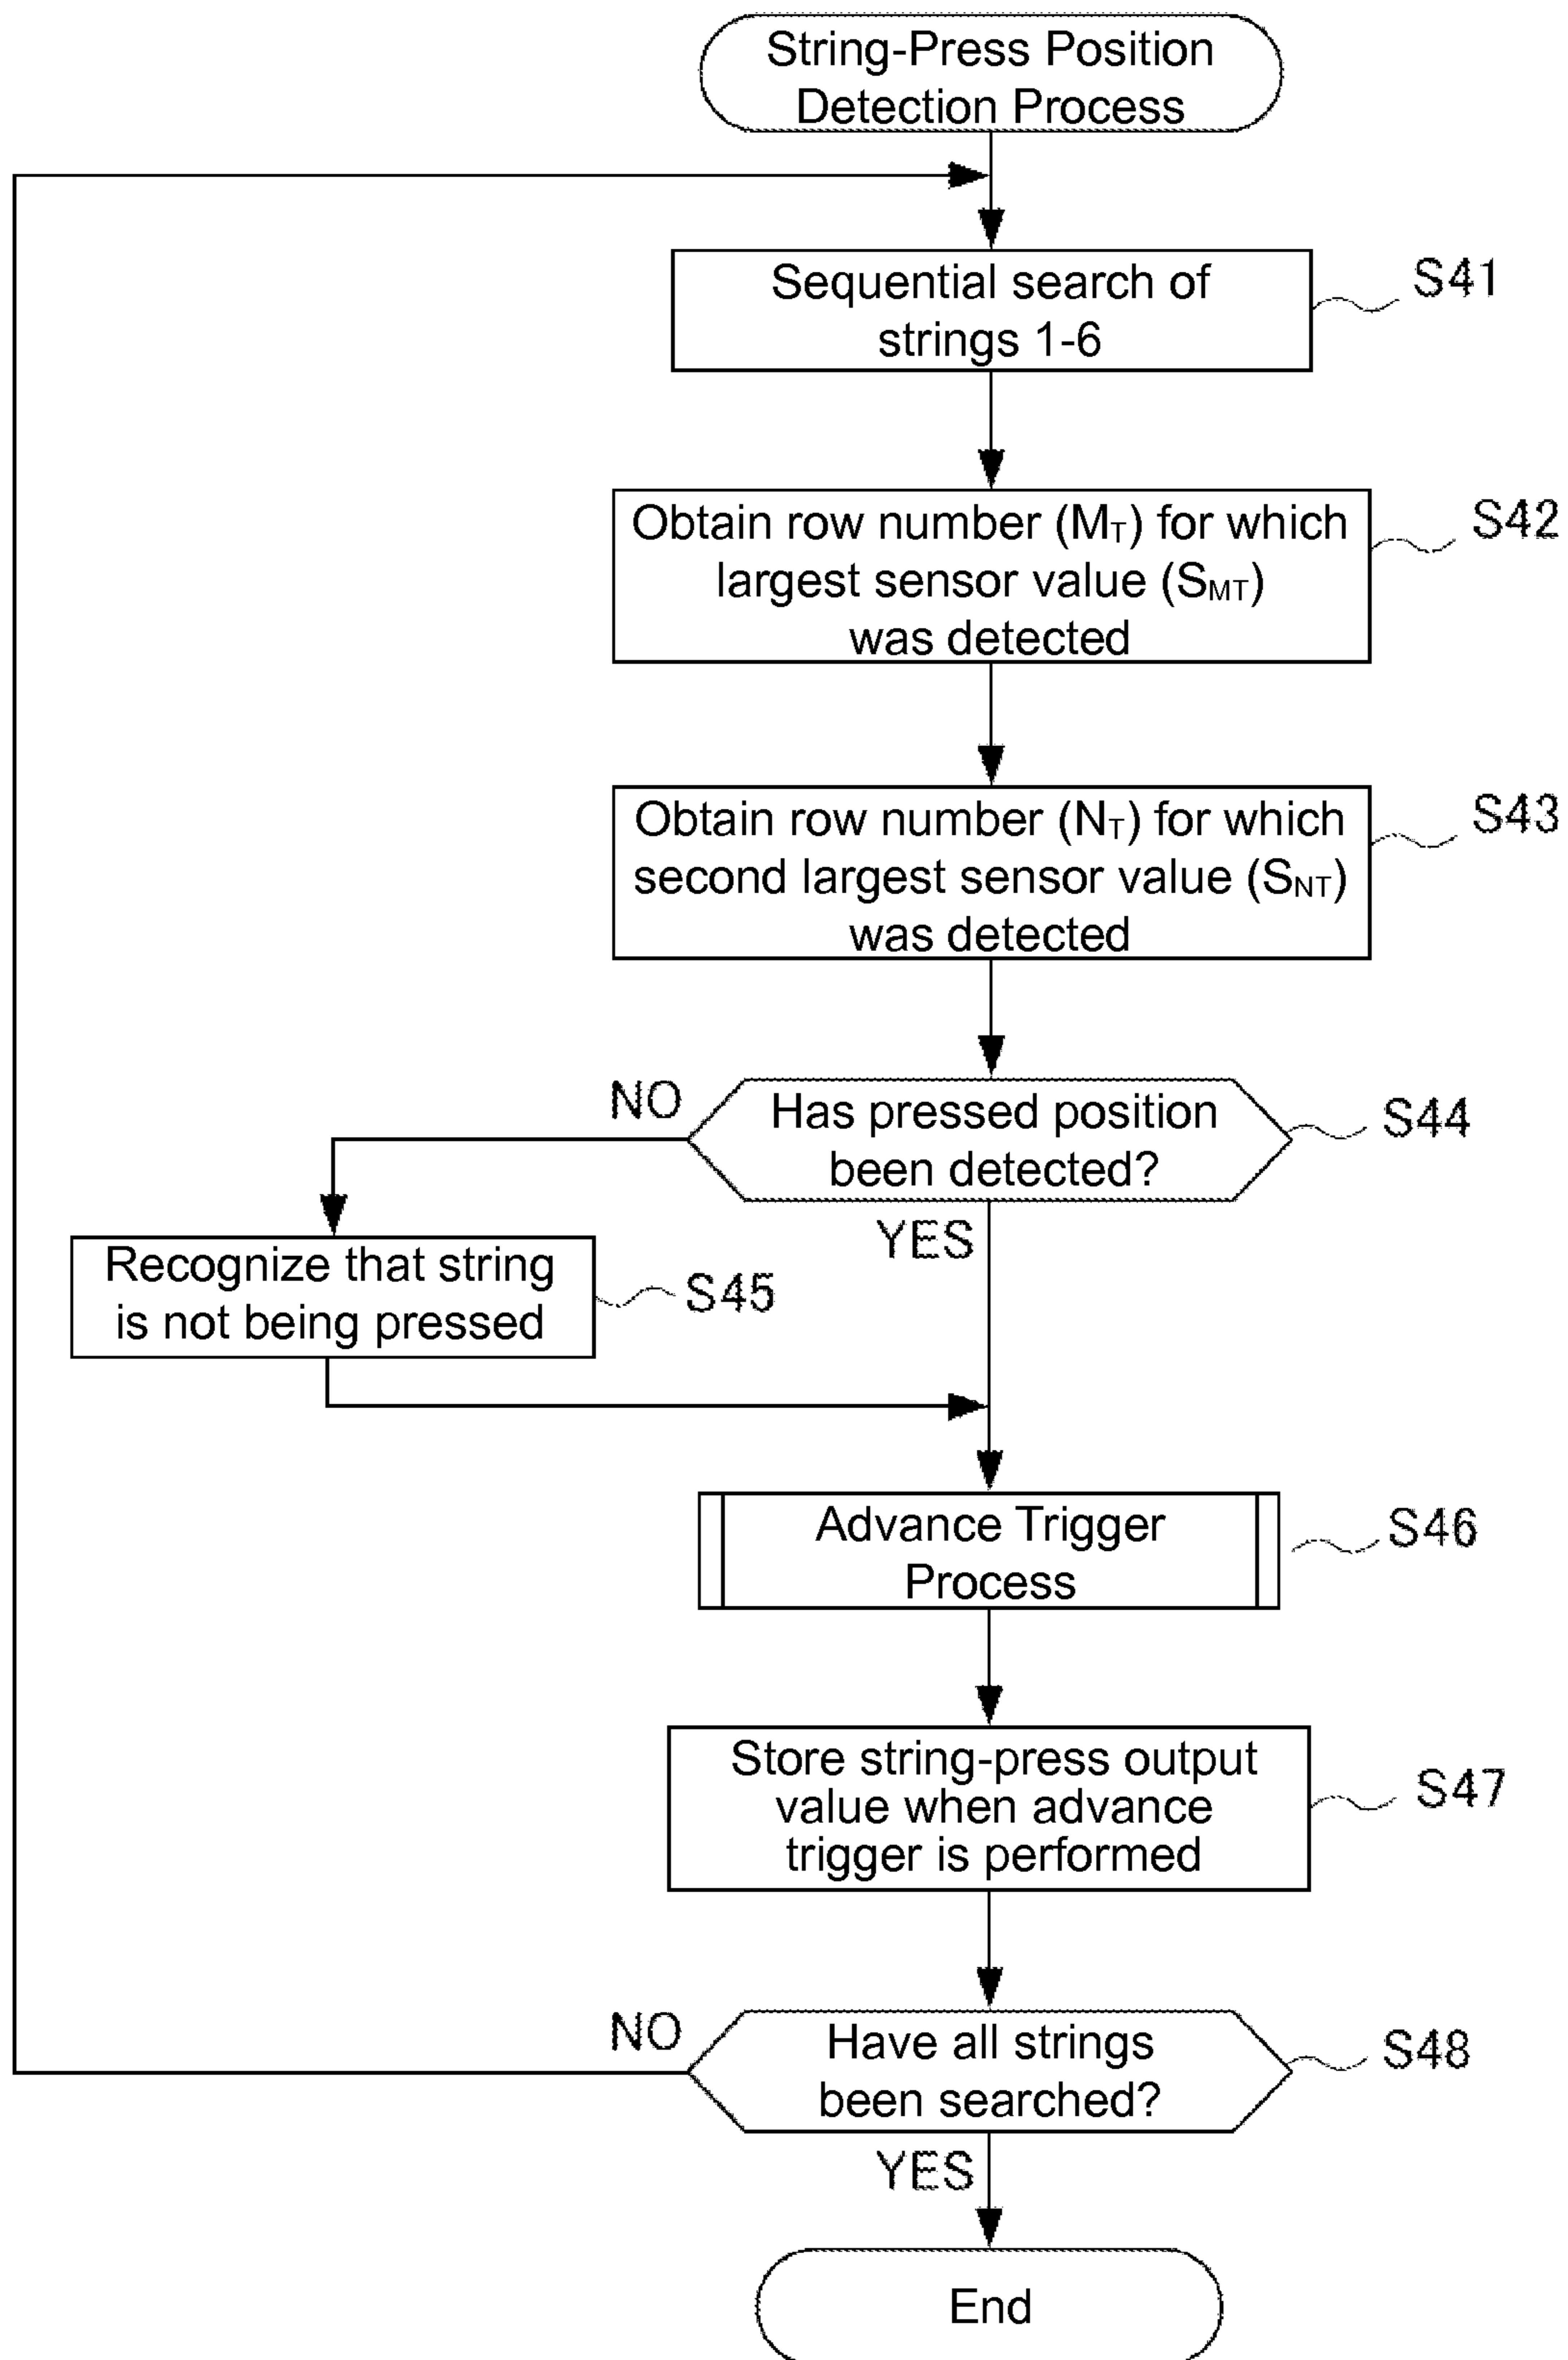 String-Press Position
Detection Process
Sequential search of
strings 1-6
S41
Obtain row number (MT) for which
largest sensor value (SMT)
was detected
S42
Obtain row number (NT) for which
second largest sensor value (SNT)
was detected
S43
NO
Has pressed position
been detected?
S44
YES
Recognize that string
is not being pressed
S45
Advance Trigger
Process
S46
Store string-press output
value when advance
trigger is performed
S47
NO
Have all strings
been searched?
S48
YES
End